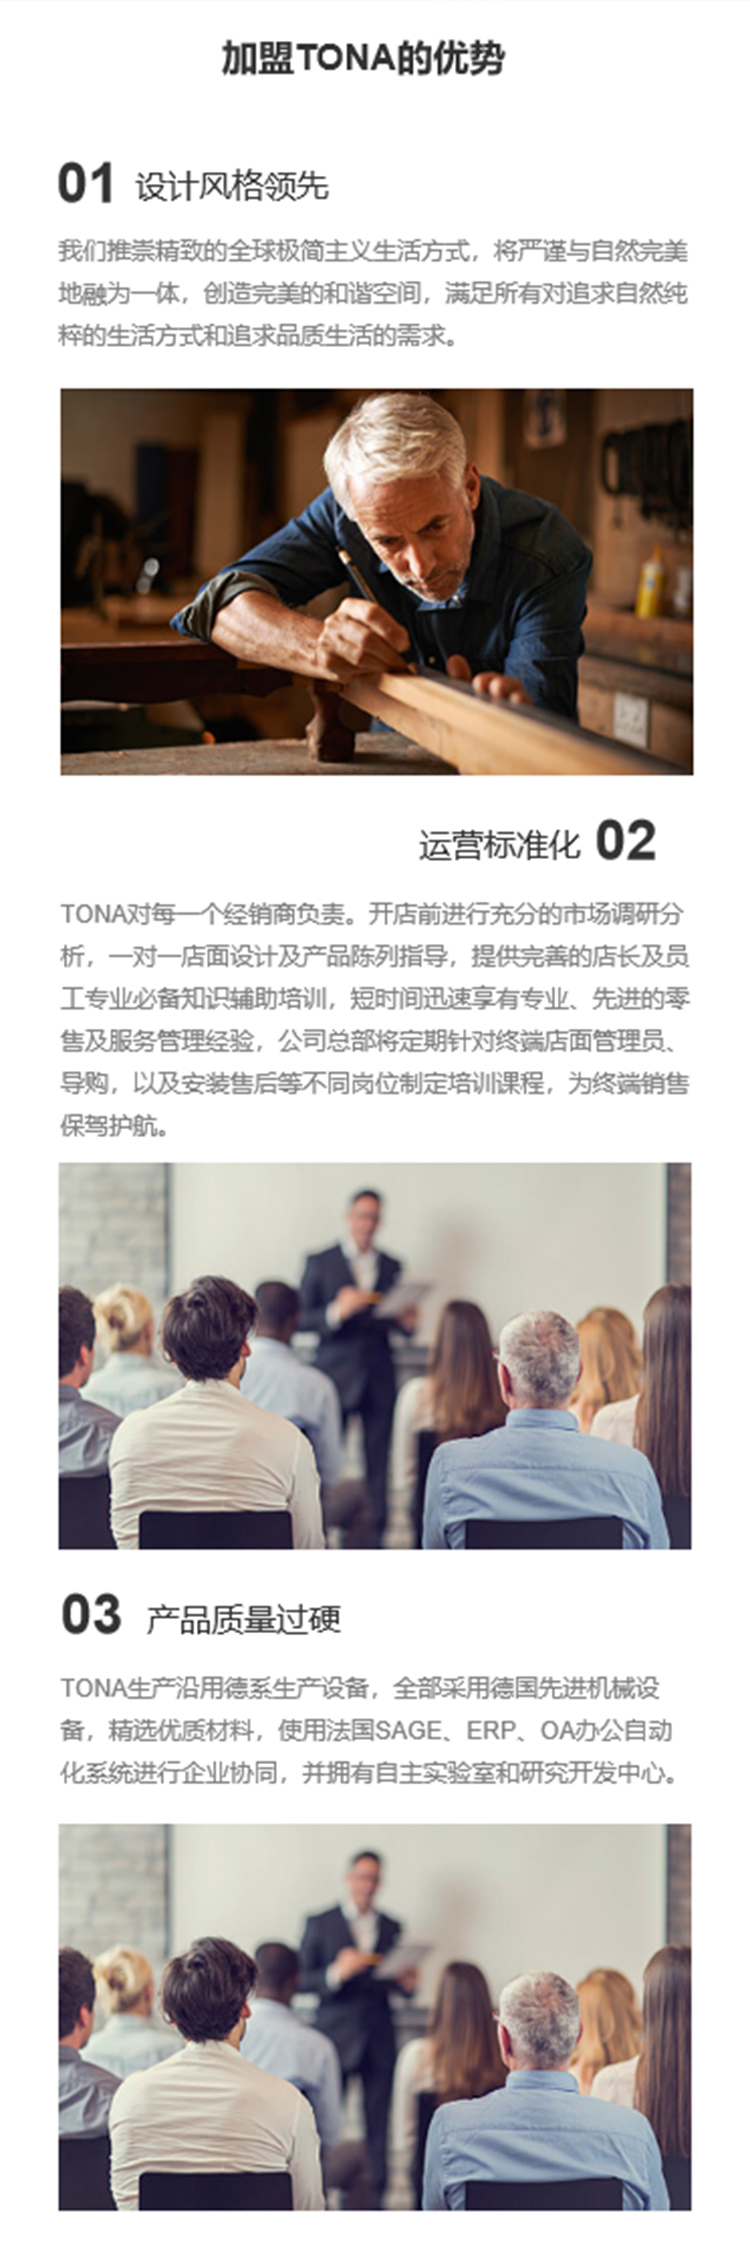 加盟TONA的优势
01 设计风格领先
我们推崇精致的全球极简主义生活方式，将严谨与自然完美
地融为一体，创造完美的和谐空间，满足所有对追求自然纯
粹的生活方式和追求品质生活的需求。
运营标准化 02
TONA对每一个经销商负责。开店前进行充分的市场调研分
析，一对一店面设计及产品陈列指导，提供完善的店长及员
工专业必备知识辅助培训，短时间迅速享有专业、先进的零
售及服务管理经验，公司总部将定期针对终端店面管理员、
导购，以及安装售后等不同岗位制定培训课程，为终端销售
保驾护航。
03 产品质量过硬
TONA生产沿用德系生产设备，全部采用德国先进机械设
备，精选优质材料，使用法国SAGE、ERP、OA办公自动
化系统进行企业协同，并拥有自主实验室和研究开发中心。